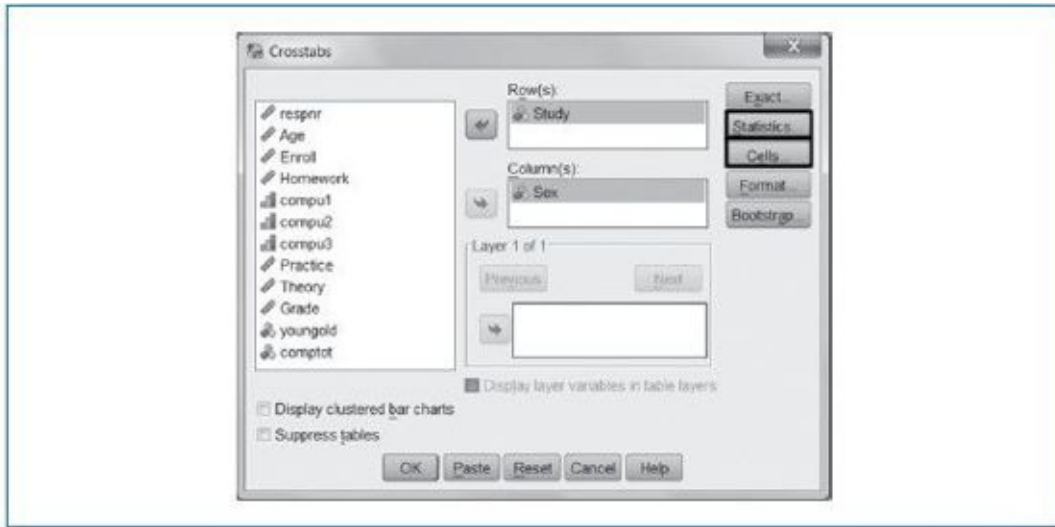 Crosstabs
respnr
Age
Enroll
Homework
compu1
compu2
compu3
Practice
Theory
Grade
youngold
comptot
Row(s):
Study
Column(s):
Sex
Layer 1 of 1
Previous
Next
Display layer variables in table layers
Exact...
Statistics...
Cells...
Format...
Bootstrap...
Display clustered bar charts
Suppress tables
OK
Paste
Reset
Cancel
Help